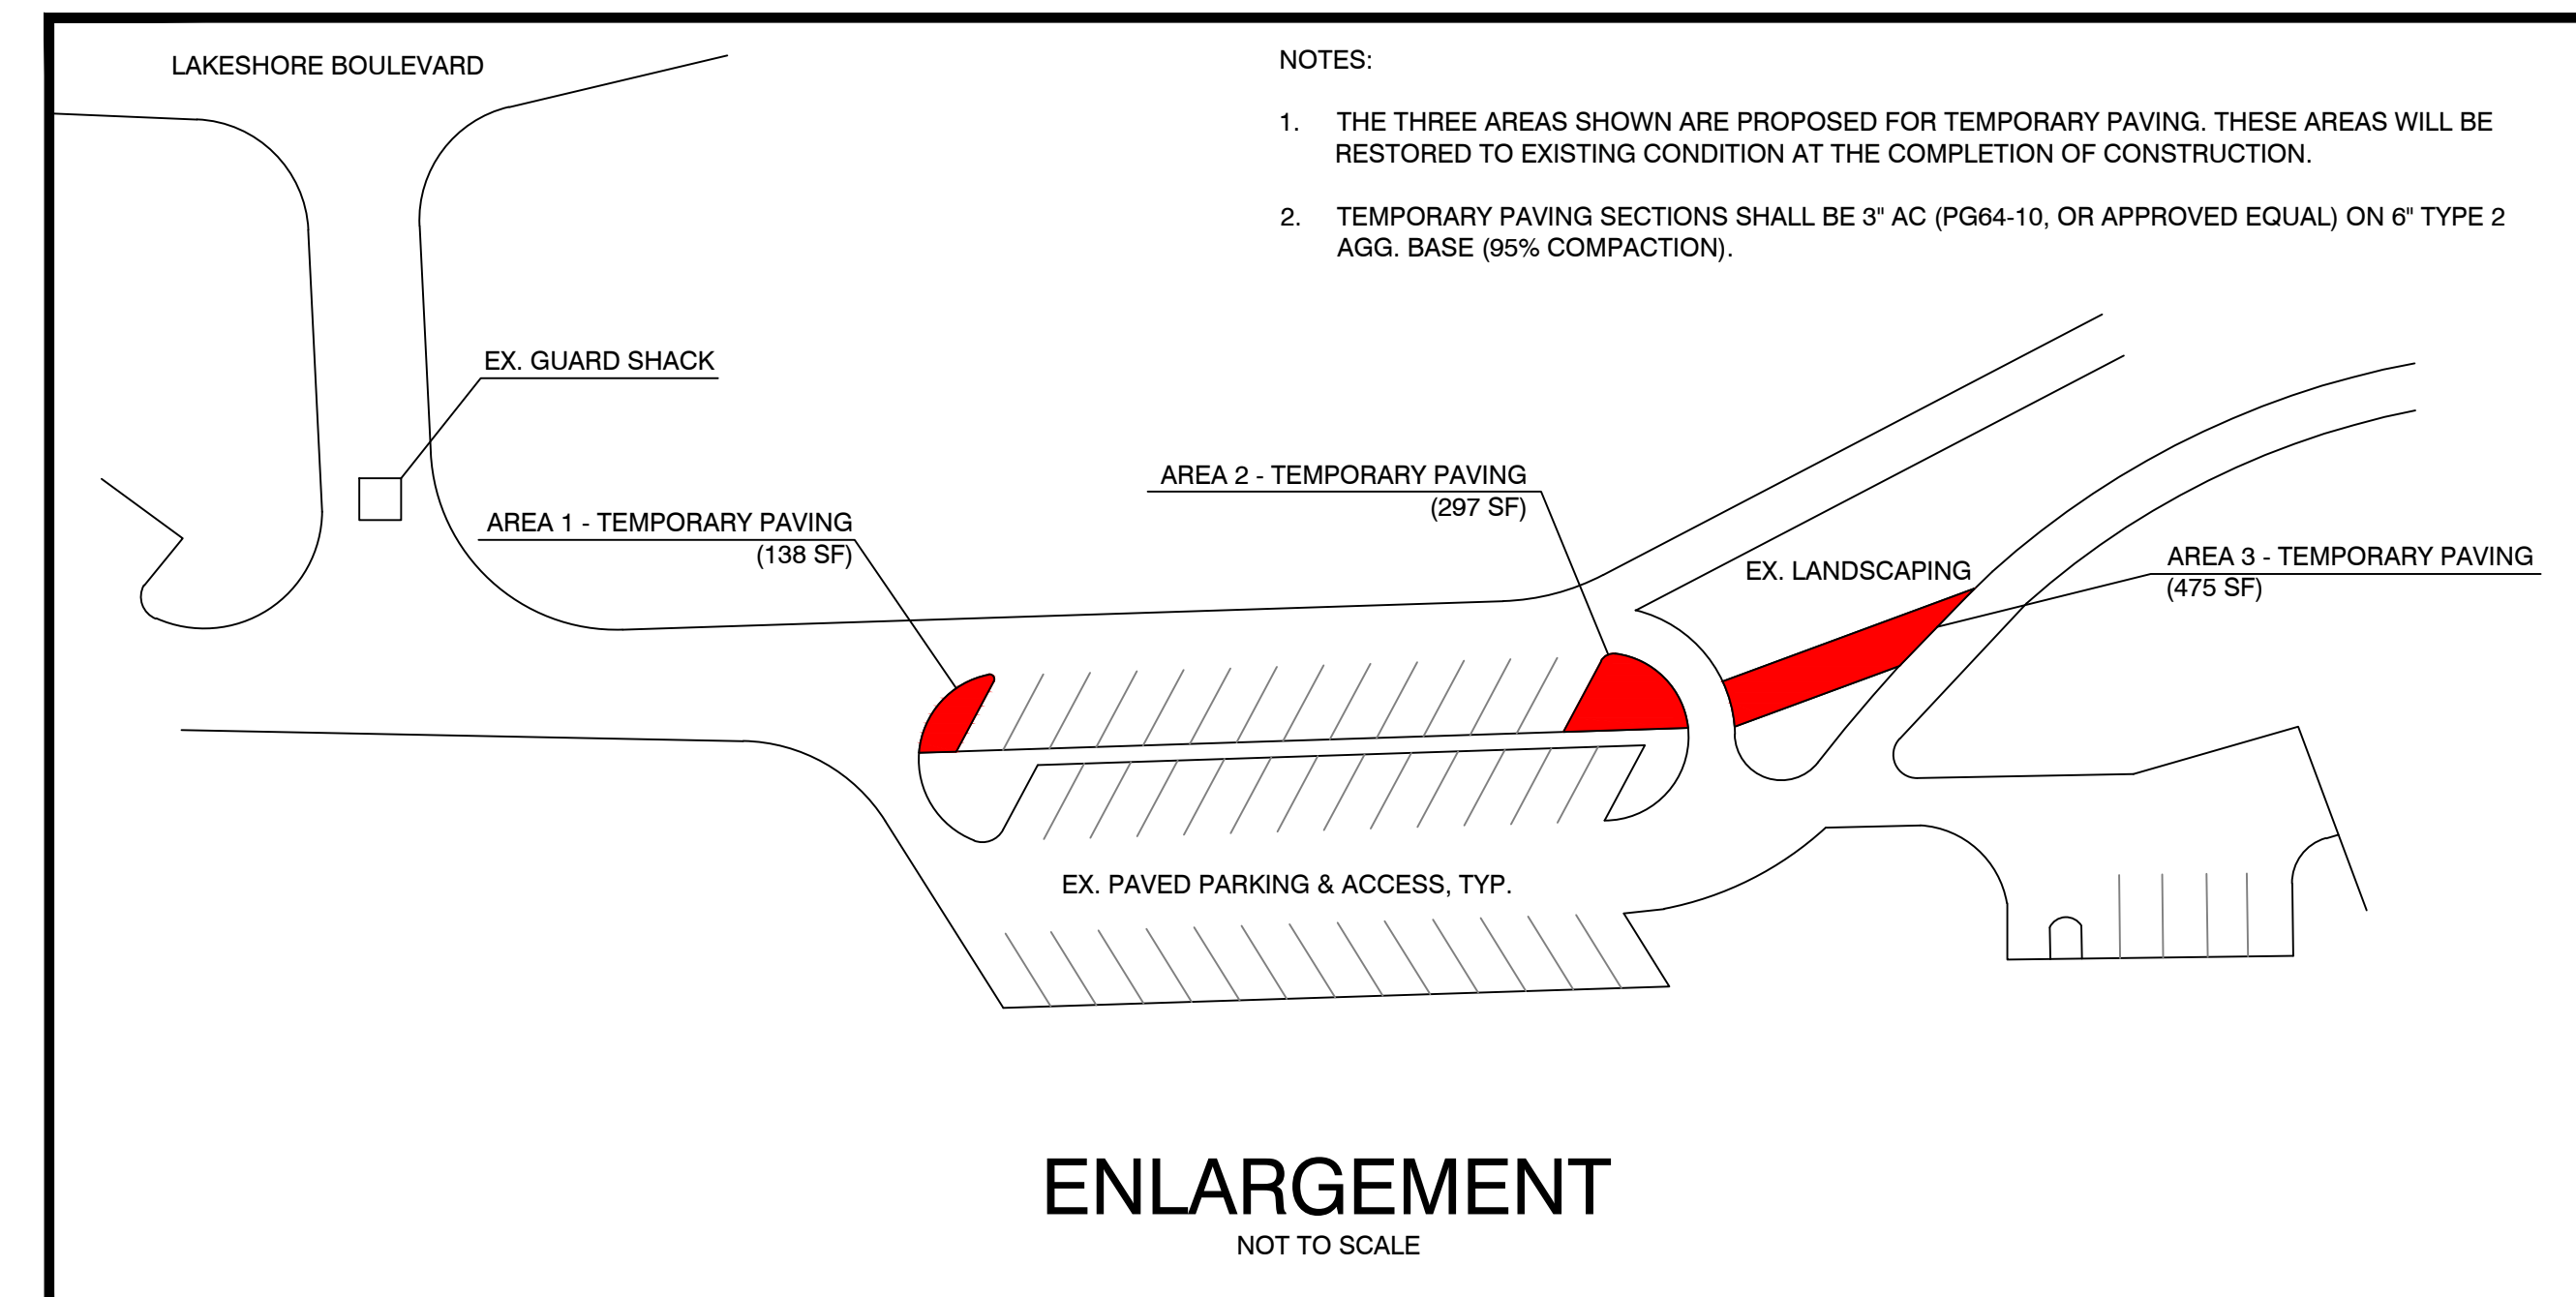 LAKESHORE BOULEVARD
NOTES:
1. THE THREE AREAS SHOWN ARE PROPOSED FOR TEMPORARY PAVING. THESE AREAS WILL BE
RESTORED TO EXISTING CONDITION AT THE COMPLETION OF CONSTRUCTION.
2. TEMPORARY PAVING SECTIONS SHALL BE 3" AC (PG64-10, OR APPROVED EQUAL) ON 6" TYPE 2
AGG. BASE (95% COMPACTION).
EX. GUARD SHACK
AREA 1 - TEMPORARY PAVING
(138 SF)
AREA 2 - TEMPORARY PAVING
(297 SF)
EX. LANDSCAPING
AREA 3 - TEMPORARY PAVING
(475 SF)
EX. PAVED PARKING & ACCESS, TYP.
ENLARGEMENT
NOT TO SCALE